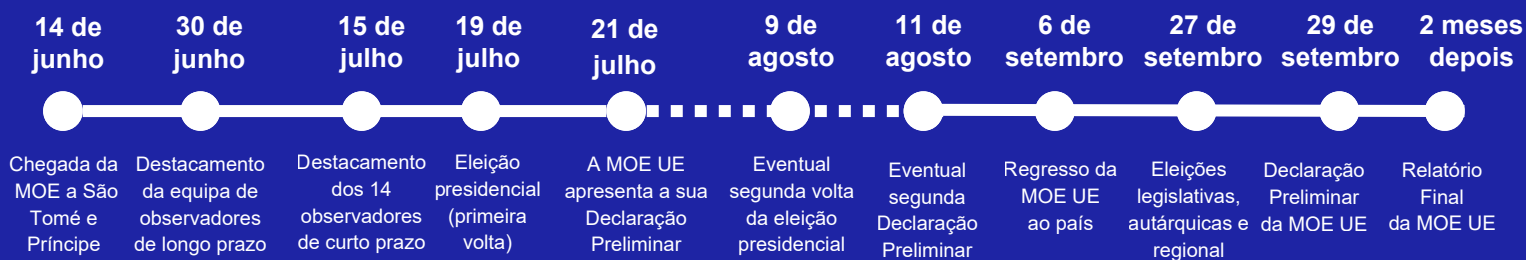 14 de
junho
30 de
junho
15 de
julho
19 de
julho
21 de
julho
9 de
agosto
11 de
agosto
6 de
setembro
27 de
setembro
29 de
setembro
2 meses
depois
Chegada da
MOE a São
Tomé e
Príncipe
Destacamento
da equipa de
observadores
de longo prazo
Destacamento
dos 14
observadores
de curto prazo
Eleição
presidencial
(primeira
volta)
A MOE UE
apresenta a sua
Declaração
Preliminar
Eventual
segunda volta
da eleição
presidencial
Eventual
segunda
Declaração
Preliminar
Regresso da
MOE UE
ao país
Eleições
legislativas,
autárquicas e
regional
Declaração
Preliminar
da MOE UE
Relatório
Final
da MOE UE